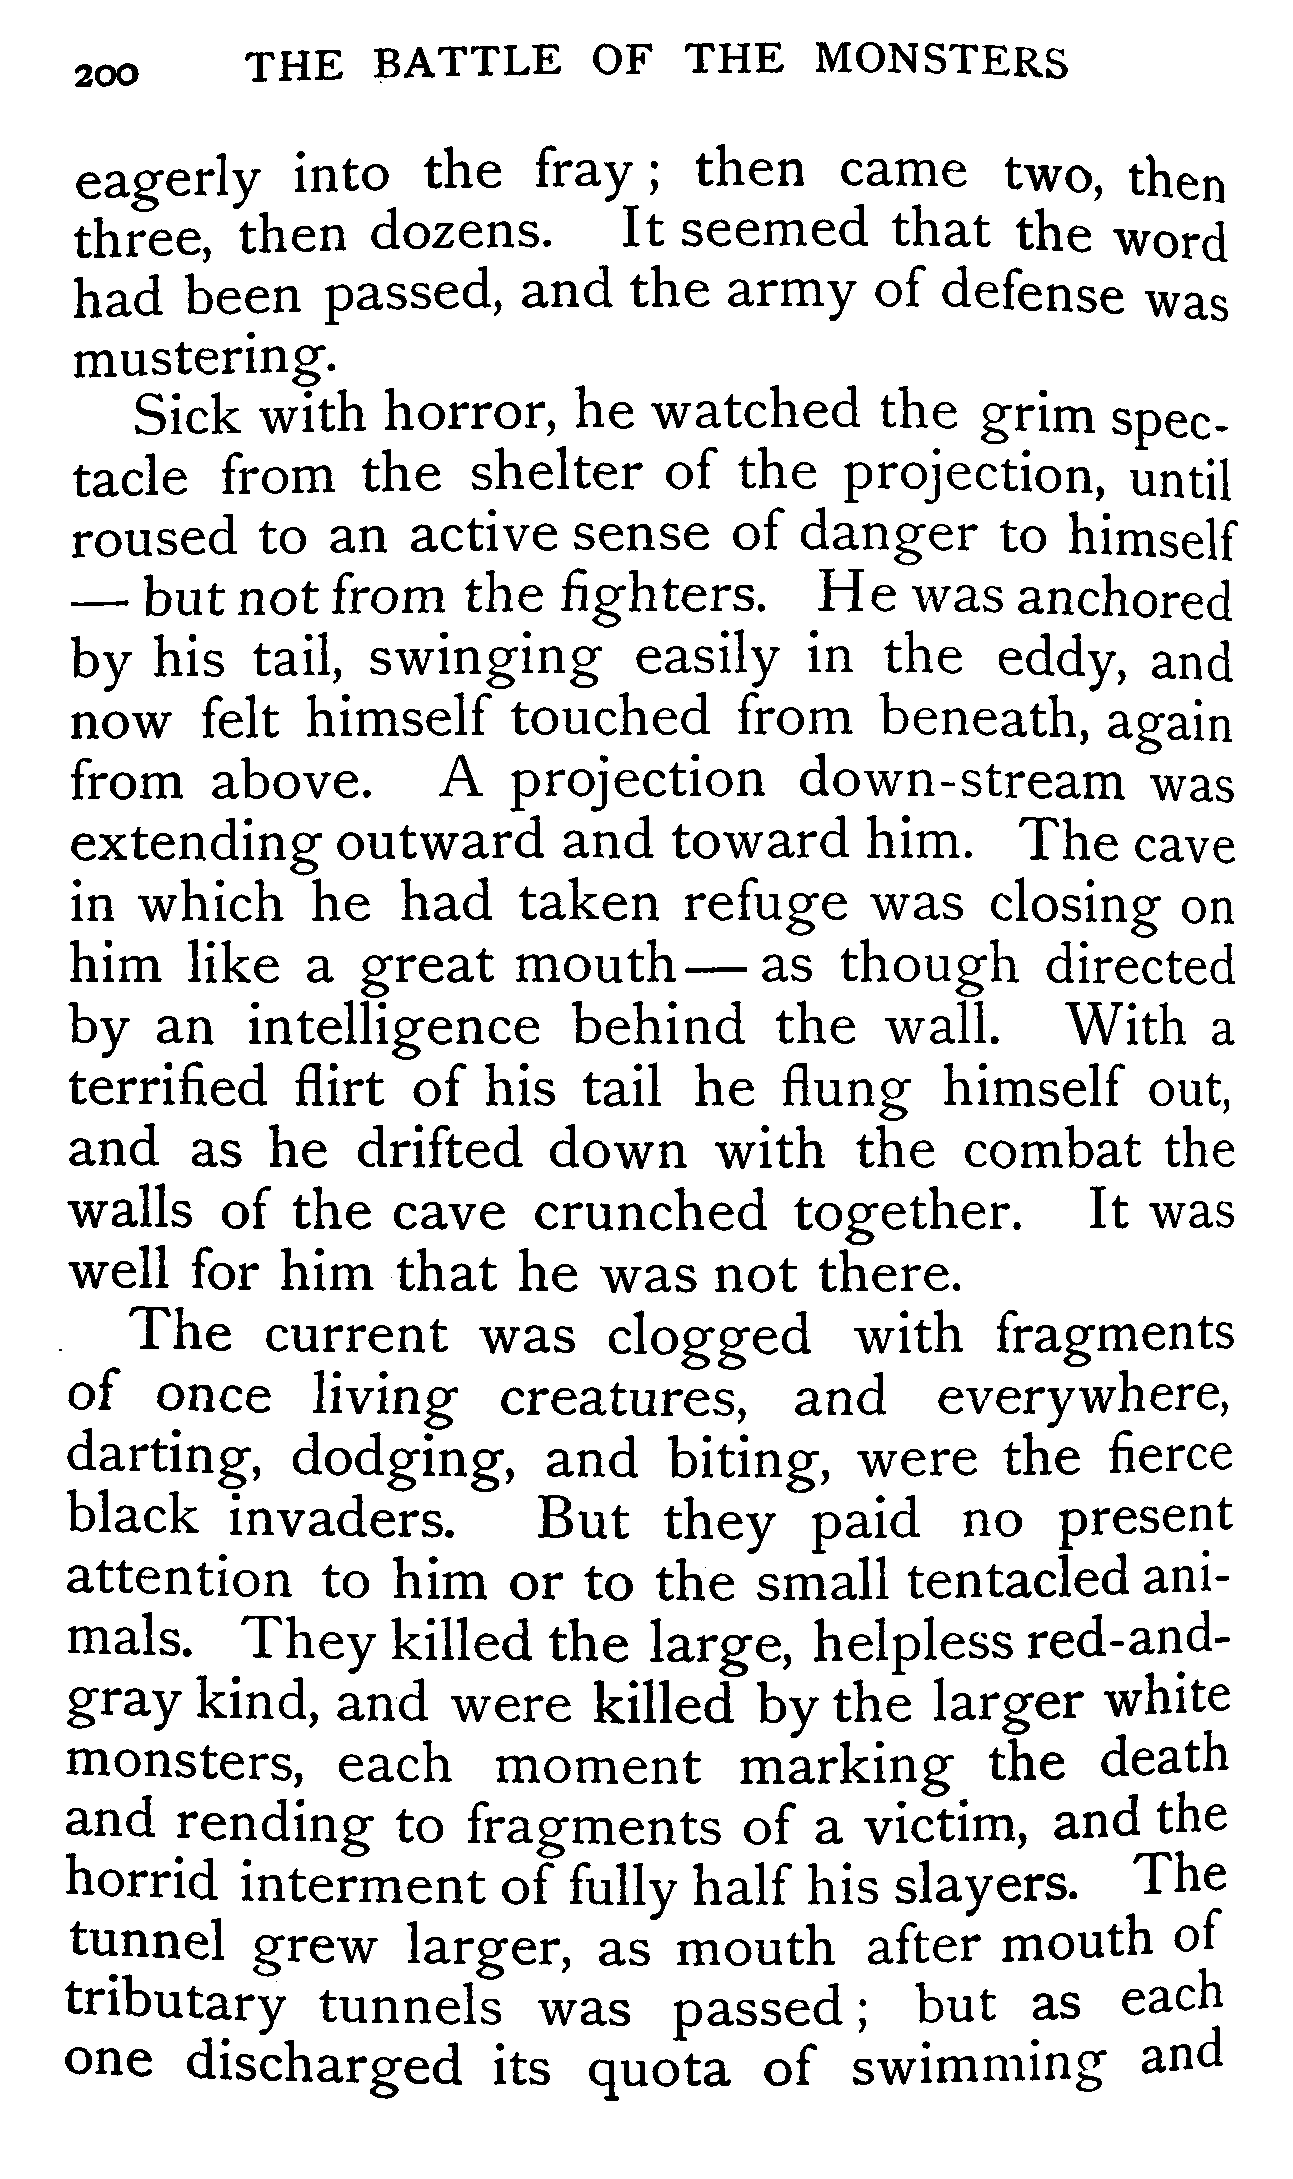 200 THE BATTLE OF THE MONSTERS
eagerly into the fray; then came two, then
three, then dozens. It seemed that the word
had been passed, and the army of defense was
mustering.
Sick with horror, he watched the grim spec-
tacle from the shelter of the projection, until
roused to an active sense of danger to himself
— but not from the fighters. He was anchored
by his tail, swinging easily in the eddy, and
now felt himself touched from beneath, again
from above. A projection down-stream was
extending outward and toward him. The cave
in which he had taken refuge was closing on
him like a great mouth — as though directed
by an intelligence behind the wall. With a
terrified flirt of his tail he flung himself out,
and as he drifted down with the combat the
walls of the cave crunched together. It was
well for him that he was not there.
The current was clogged with fragments
of once living creatures, and everywhere,
darting, dodging, and biting, were the fierce
black invaders. But they paid no present
attention to him or to the small tentacled ani-
mals. They killed the large, helpless red-and-
gray kind, and were killed by the larger white
monsters, each moment marking the death
and rending to fragments of a victim, and the
horrid interment of fully half his slayers. The
tunnel grew larger, as mouth after mouth of
tributary tunnels was passed; but as each
one discharged its quota of swimming and